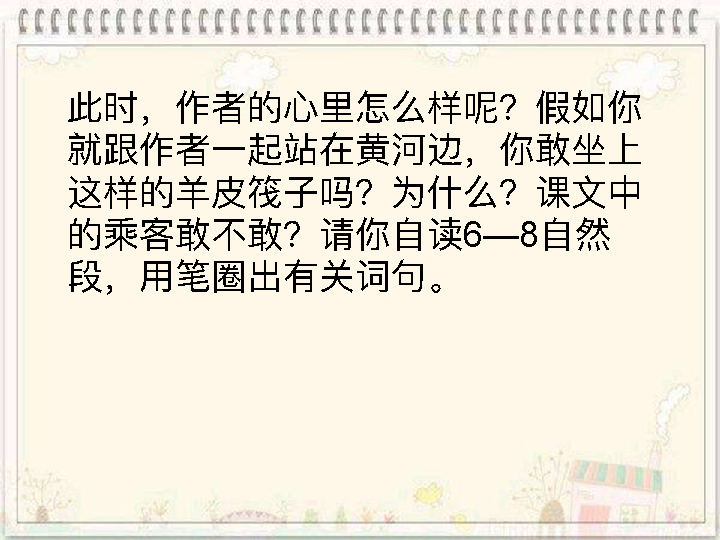 此时，作者的心里怎么样呢？假如你
就跟作者一起站在黄河边，你敢坐上
这样的羊皮筏子吗？为什么？课文中
的乘客敢不敢？请你自读6—8自然
段，用笔圈出有关词句。